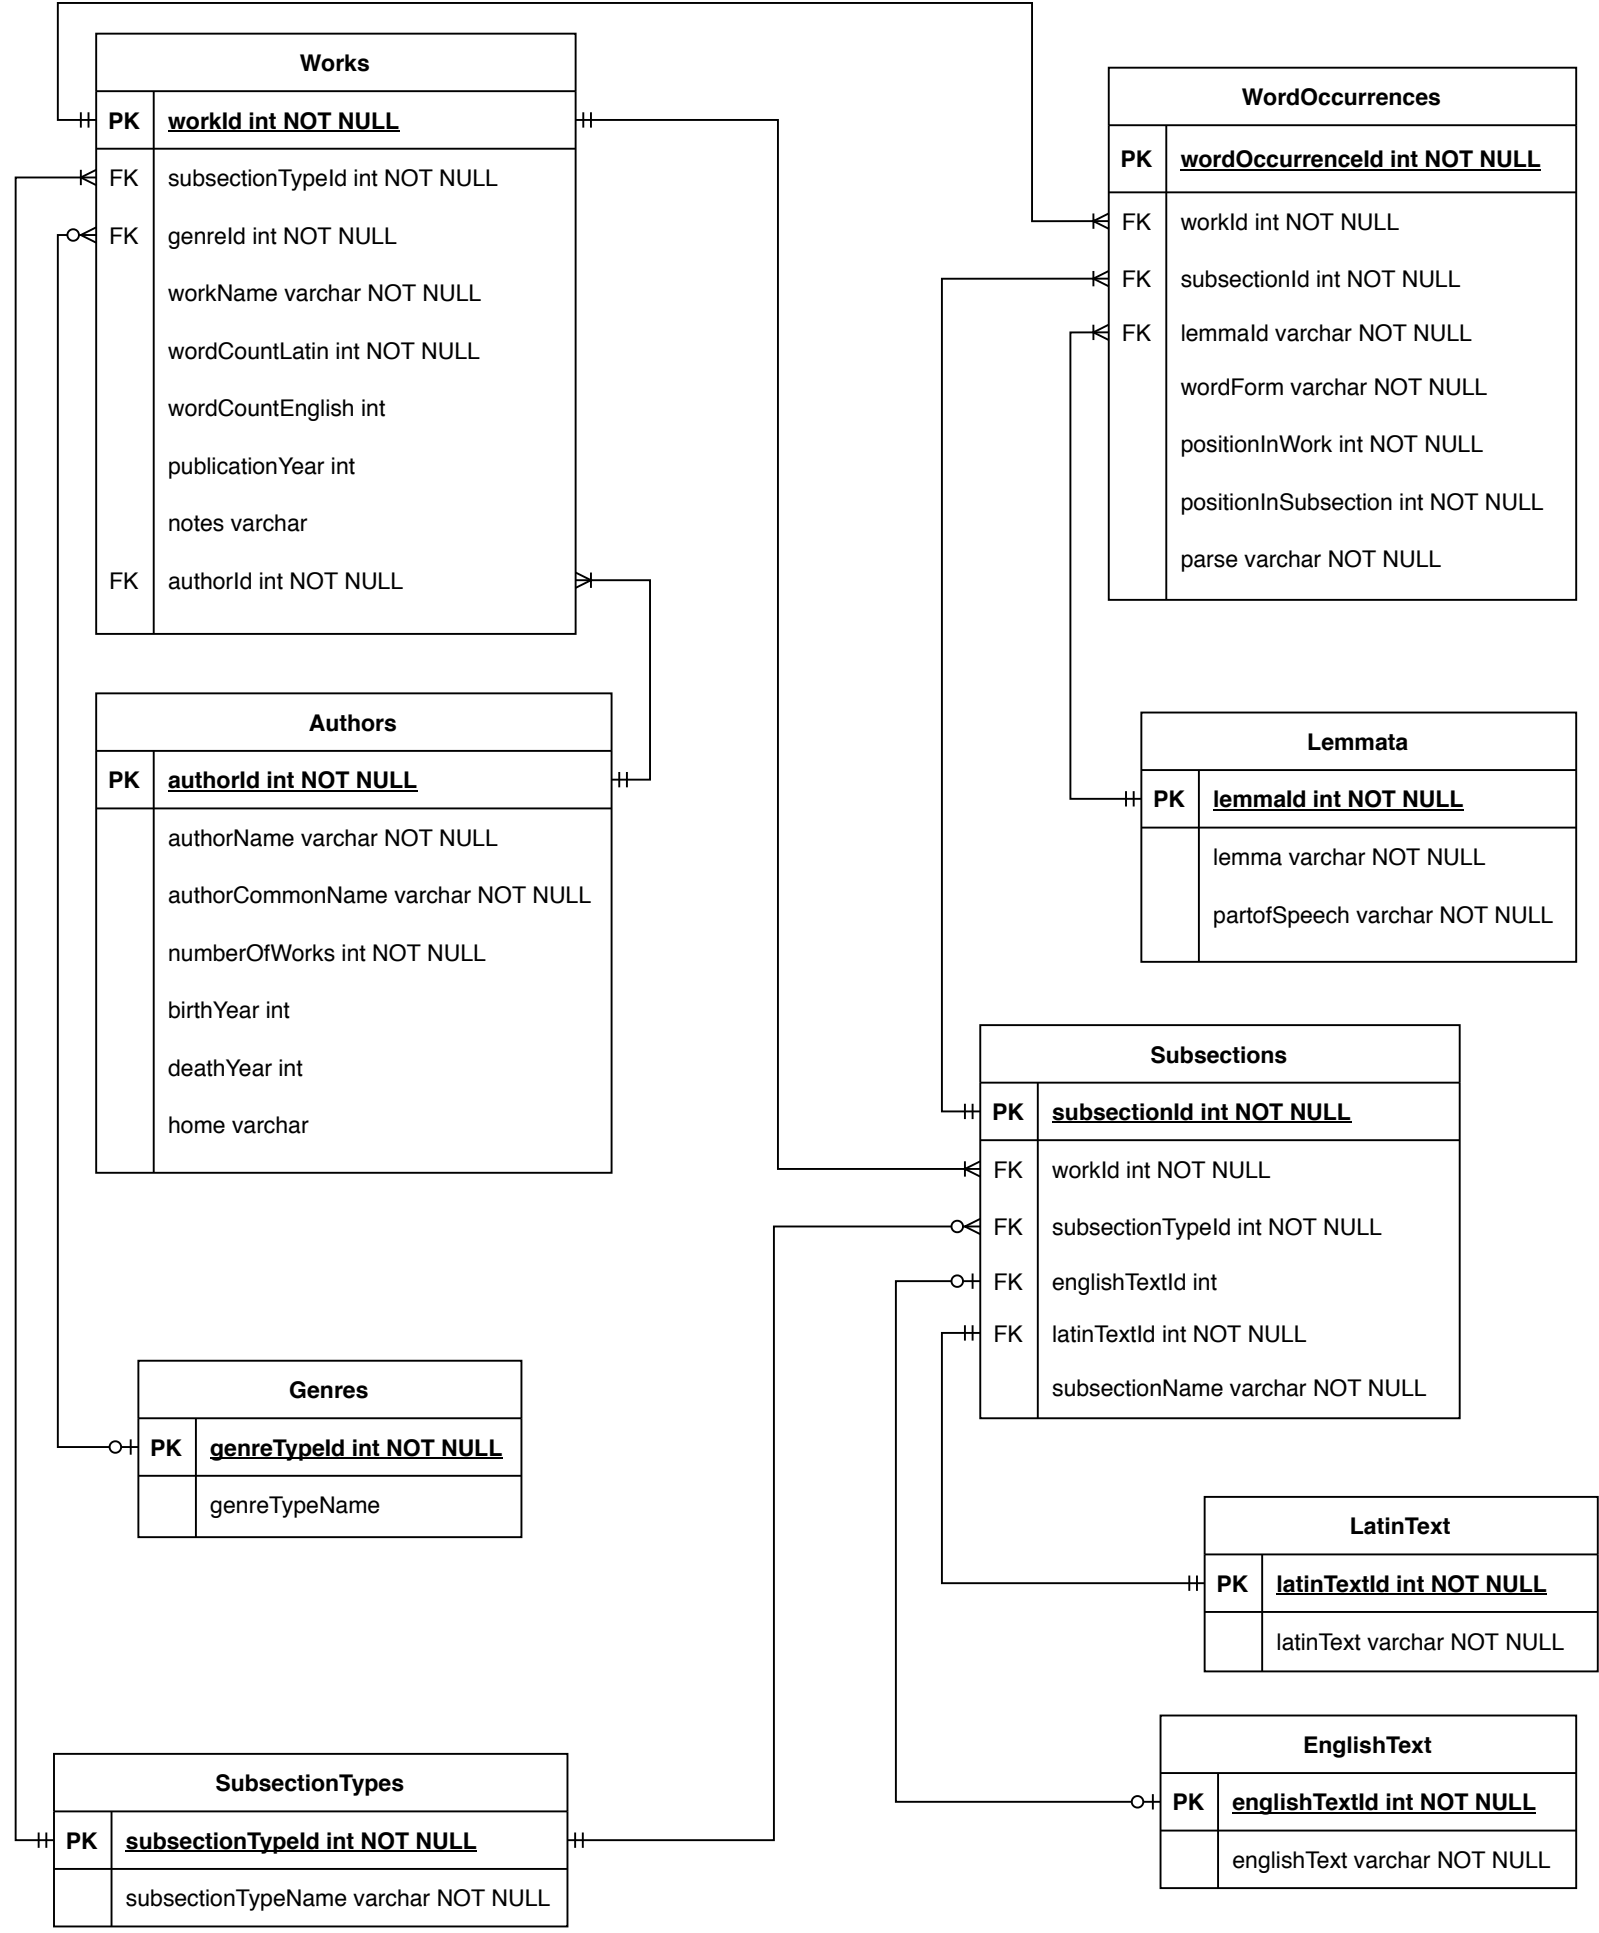 Works
PK workId int NOT NULL
FK subsectionTypeId int NOT NULL
FK genreId int NOT NULL
workName varchar NOT NULL
wordCountLatin int NOT NULL
wordCountEnglish int
publicationYear int
notes varchar
FK authorId int NOT NULL
Authors
PK authorId int NOT NULL
authorName varchar NOT NULL
authorCommonName varchar NOT NULL
numberOfWorks int NOT NULL
birthYear int
deathYear int
home varchar
Genres
PK genreTypeId int NOT NULL
genreTypeName
SubsectionTypes
PK subsectionTypeId int NOT NULL
subsectionTypeName varchar NOT NULL
WordOccurrences
PK wordOccurrenceId int NOT NULL
FK workId int NOT NULL
FK subsectionId int NOT NULL
FK lemmaId varchar NOT NULL
wordForm varchar NOT NULL
positionInWork int NOT NULL
positionInSubsection int NOT NULL
parse varchar NOT NULL
Lemmata
PK lemmaId int NOT NULL
lemma varchar NOT NULL
partofSpeech varchar NOT NULL
Subsections
PK subsectionId int NOT NULL
FK workId int NOT NULL
FK subsectionTypeId int NOT NULL
FK englishTextId int
FK latinTextId int NOT NULL
subsectionName varchar NOT NULL
LatinText
PK latinTextId int NOT NULL
latinText varchar NOT NULL
EnglishText
PK englishTextId int NOT NULL
englishText varchar NOT NULL